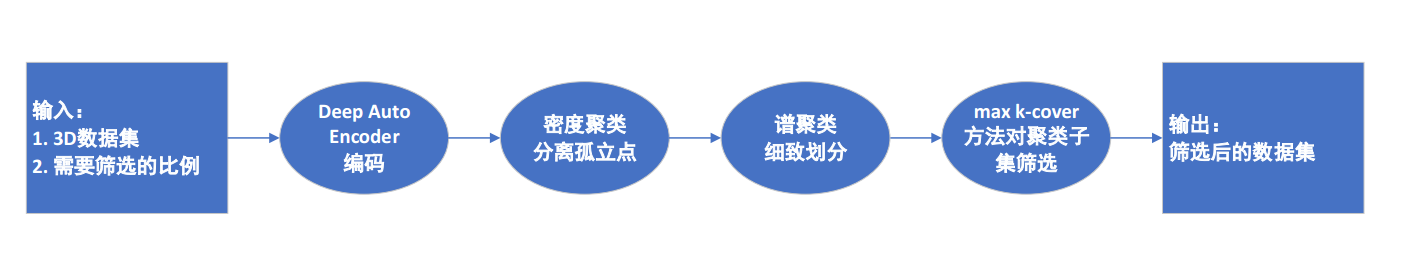 输入：
1. 3D数据集
2. 需要筛选的比例
Deep Auto
Encoder
编码
密度聚类
分离孤立点
谱聚类
细致划分
max k-cover
方法对聚类子
集筛选
输出：
筛选后的数据集